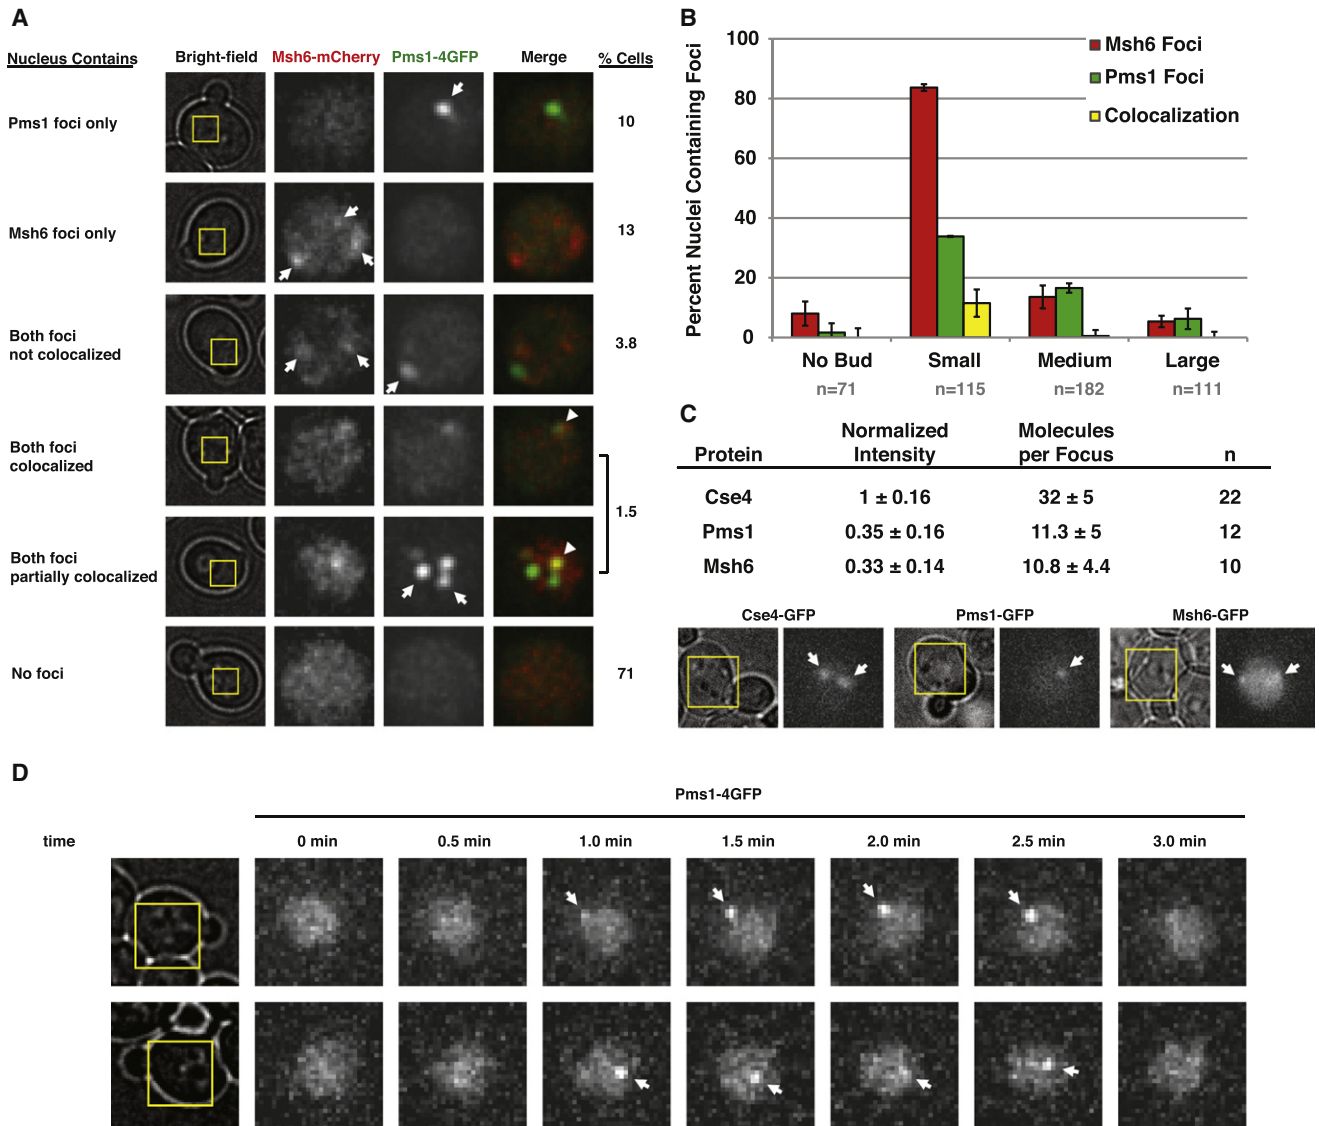 A
Nucleus Contains Bright-field Msh6-mCherry Pms1-4GFP Merge % Cells
Pms1 foci only 10
Msh6 foci only 13
Both foci
not colocalized
3.8
Both foci
colocalized
1.5
Both foci
partially colocalized
No foci 71
B
Percent Nuclei Containing Foci
100
80
60
40
20
0
Msh6 Foci
Pms1 Foci
Colocalization
No Bud Small Medium Large
n=71 n=115 n=182 n=111
C
Protein Normalized Intensity Molecules per Focus n
Cse4 1 ± 0.16 32 ± 5 22
Pms1 0.35 ± 0.16 11.3 ± 5 12
Msh6 0.33 ± 0.14 10.8 ± 4.4 10
Cse4-GFP Pms1-GFP Msh6-GFP
D
Pms1-4GFP
time 0 min 0.5 min 1.0 min 1.5 min 2.0 min 2.5 min 3.0 min